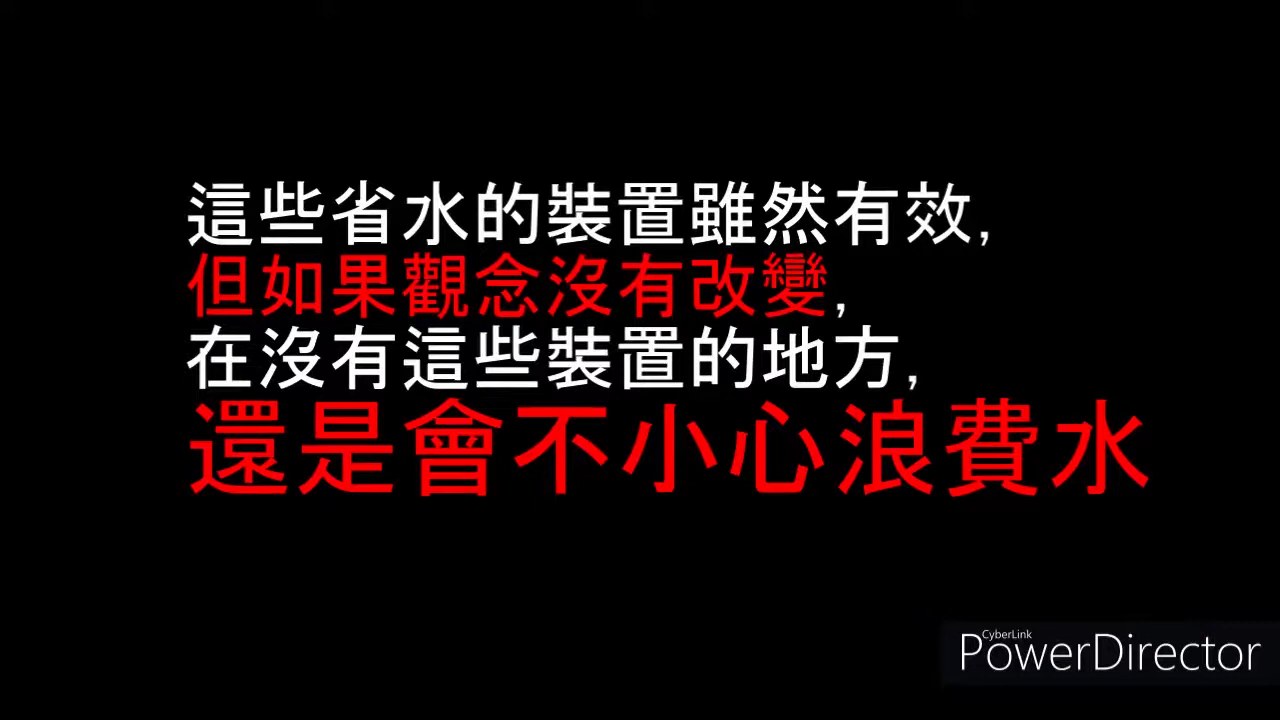 這些省水的裝置雖然有效,
但如果觀念沒有改變,
在沒有這些裝置的地方,
還是會不小心浪費水
CyberLink
PowerDirector